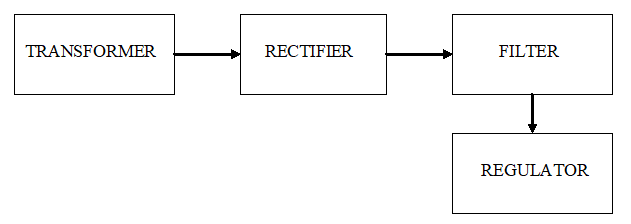 TRANSFORMER
RECTIFIER
FILTER
REGULATOR